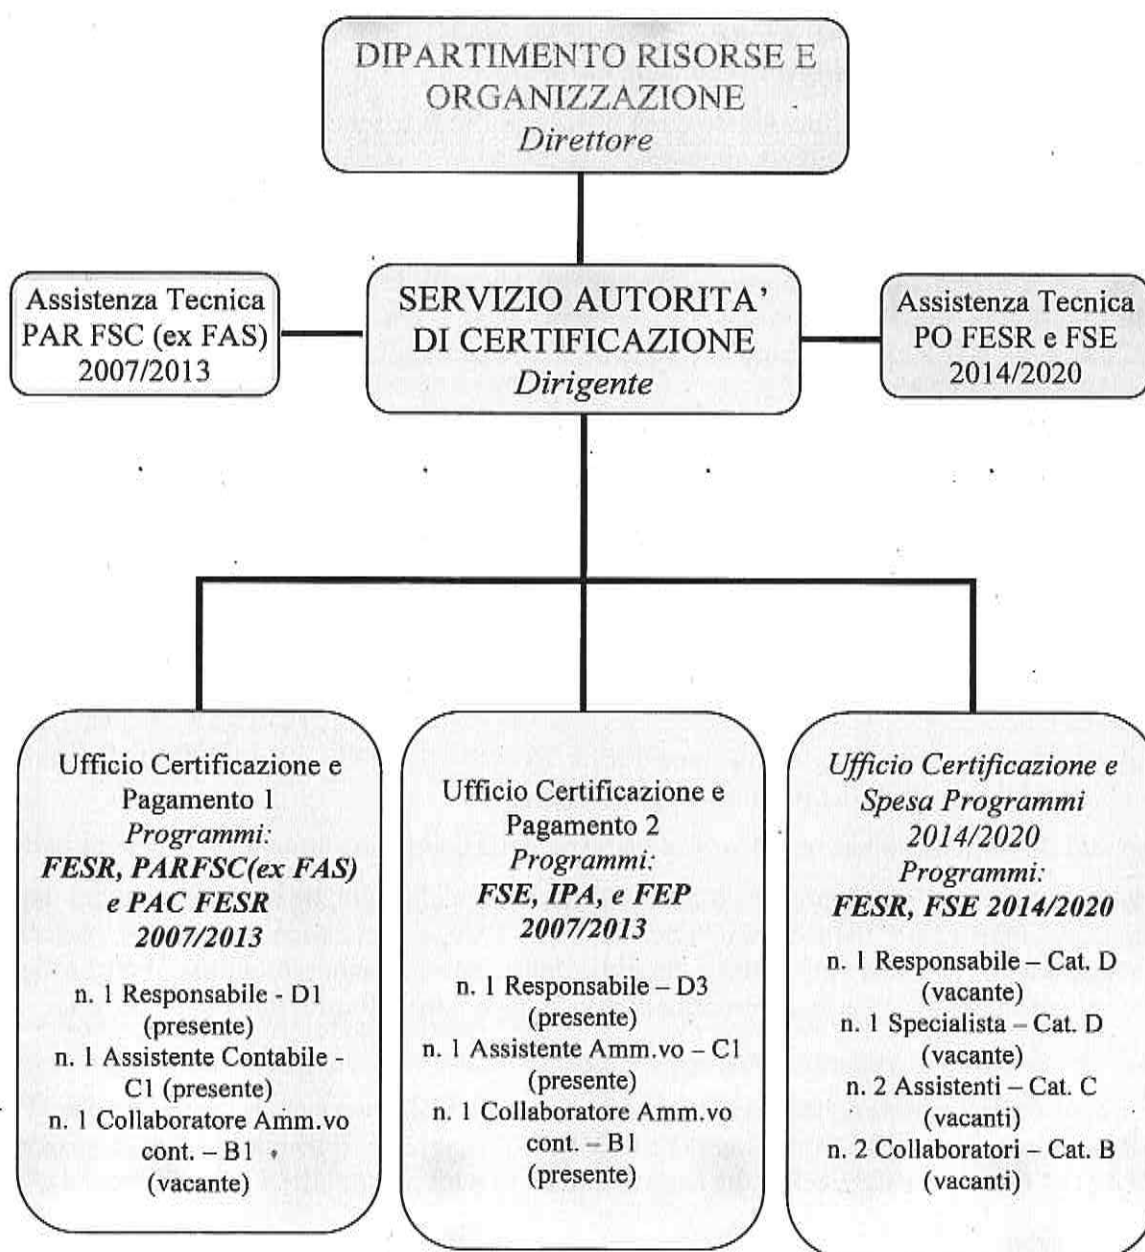 DIPARTIMENTO RISORSE E
ORGANIZZAZIONE
Direttore
Assistenza Tecnica
PAR FSC (ex FAS)
2007/2013
SERVIZIO AUTORITA’
DI CERTIFICAZIONE
Dirigente
Assistenza Tecnica
PO FESR e FSE
2014/2020
Ufficio Certificazione e
Pagamento 1
Programmi:
FESR, PARFSC(ex FAS)
e PAC FESR
2007/2013
n. 1 Responsabile - D1
(presente)
n. 1 Assistente Contabile -
C1 (presente)
n. 1 Collaboratore Amm.vo
cont. – B1
(vacante)
Ufficio Certificazione e
Pagamento 2
Programmi:
FSE, IPA, e FEP
2007/2013
n. 1 Responsabile – D3
(presente)
n. 1 Assistente Amm.vo – C1
(presente)
n. 1 Collaboratore Amm.vo
cont. – B1
(presente)
Ufficio Certificazione e
Spesa Programmi
2014/2020
Programmi:
FESR, FSE 2014/2020
n. 1 Responsabile – Cat. D
(vacante)
n. 1 Specialista – Cat. D
(vacante)
n. 2 Assistenti – Cat. C
(vacanti)
n. 2 Collaboratori – Cat. B
(vacanti)